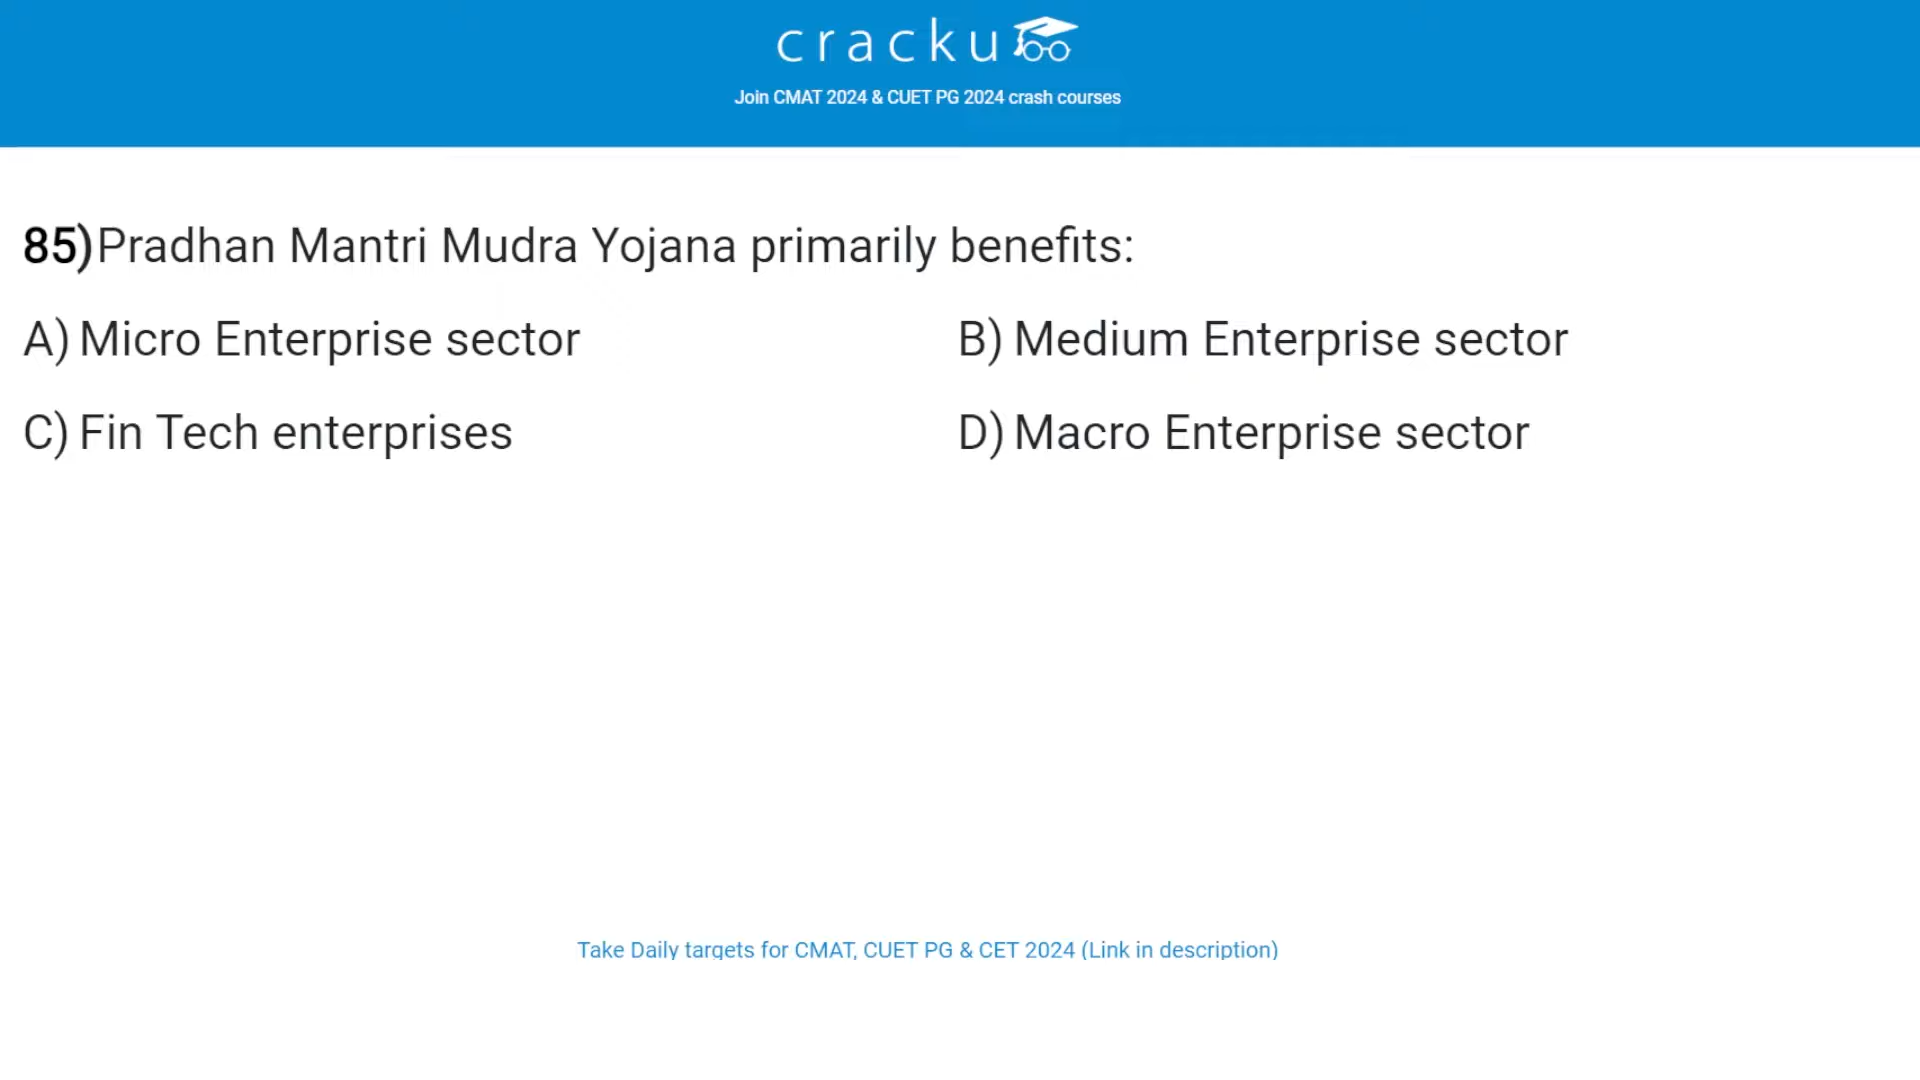 cracku
Join CMAT 2024 & CUET PG 2024 crash courses
85)Pradhan Mantri Mudra Yojana primarily benefits:
A) Micro Enterprise sector
B) Medium Enterprise sector
C) Fin Tech enterprises
D) Macro Enterprise sector
Take Daily targets for CMAT, CUET PG & CET 2024 (Link in description)